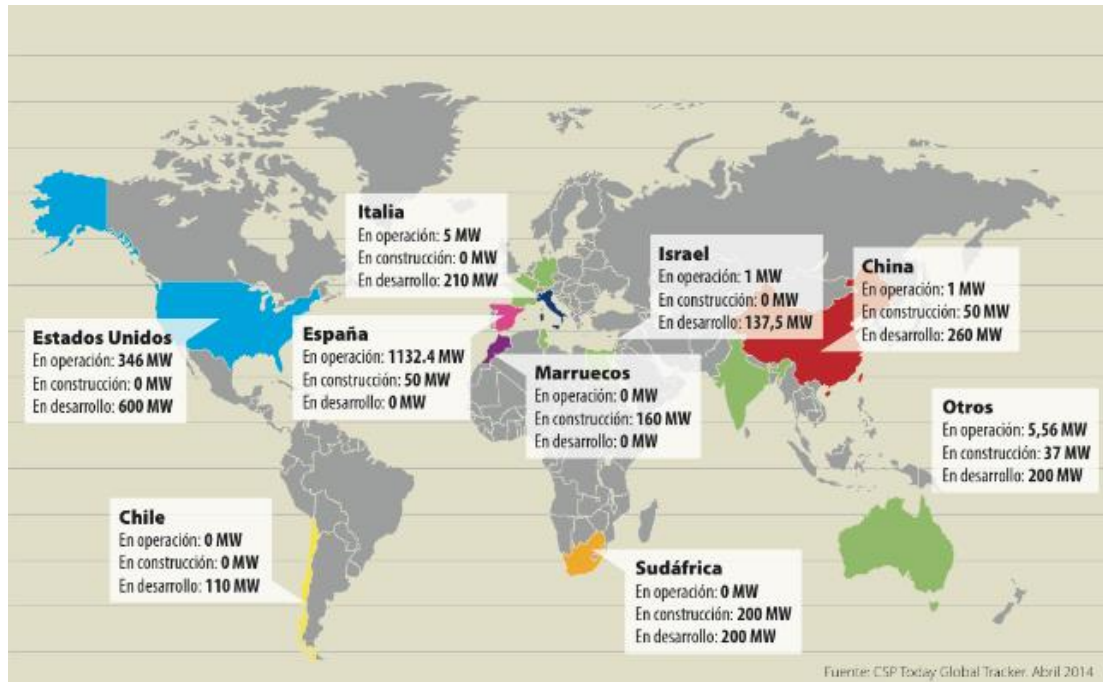 Italia
En operación: 5 MW
En construcción: 0 MW
En desarrollo: 210 MW
Israel
En operación: 1 MW
En construcción: 0 MW
En desarrollo: 137,5 MW
China
En operación: 1 MW
En construcción: 50 MW
En desarrollo: 260 MW
Estados Unidos
En operación: 346 MW
En construcción: 0 MW
En desarrollo: 600 MW
España
En operación: 1132.4 MW
En construcción: 50 MW
En desarrollo: 0 MW
Marruecos
En operación: 0 MW
En construcción: 160 MW
En desarrollo: 0 MW
Otros
En operación: 5,56 MW
En construcción: 37 MW
En desarrollo: 200 MW
Chile
En operación: 0 MW
En construcción: 0 MW
En desarrollo: 110 MW
Sudáfrica
En operación: 0 MW
En construcción: 200 MW
En desarrollo: 200 MW
Fuente: CSP Today Global Tracker. Abril 2014